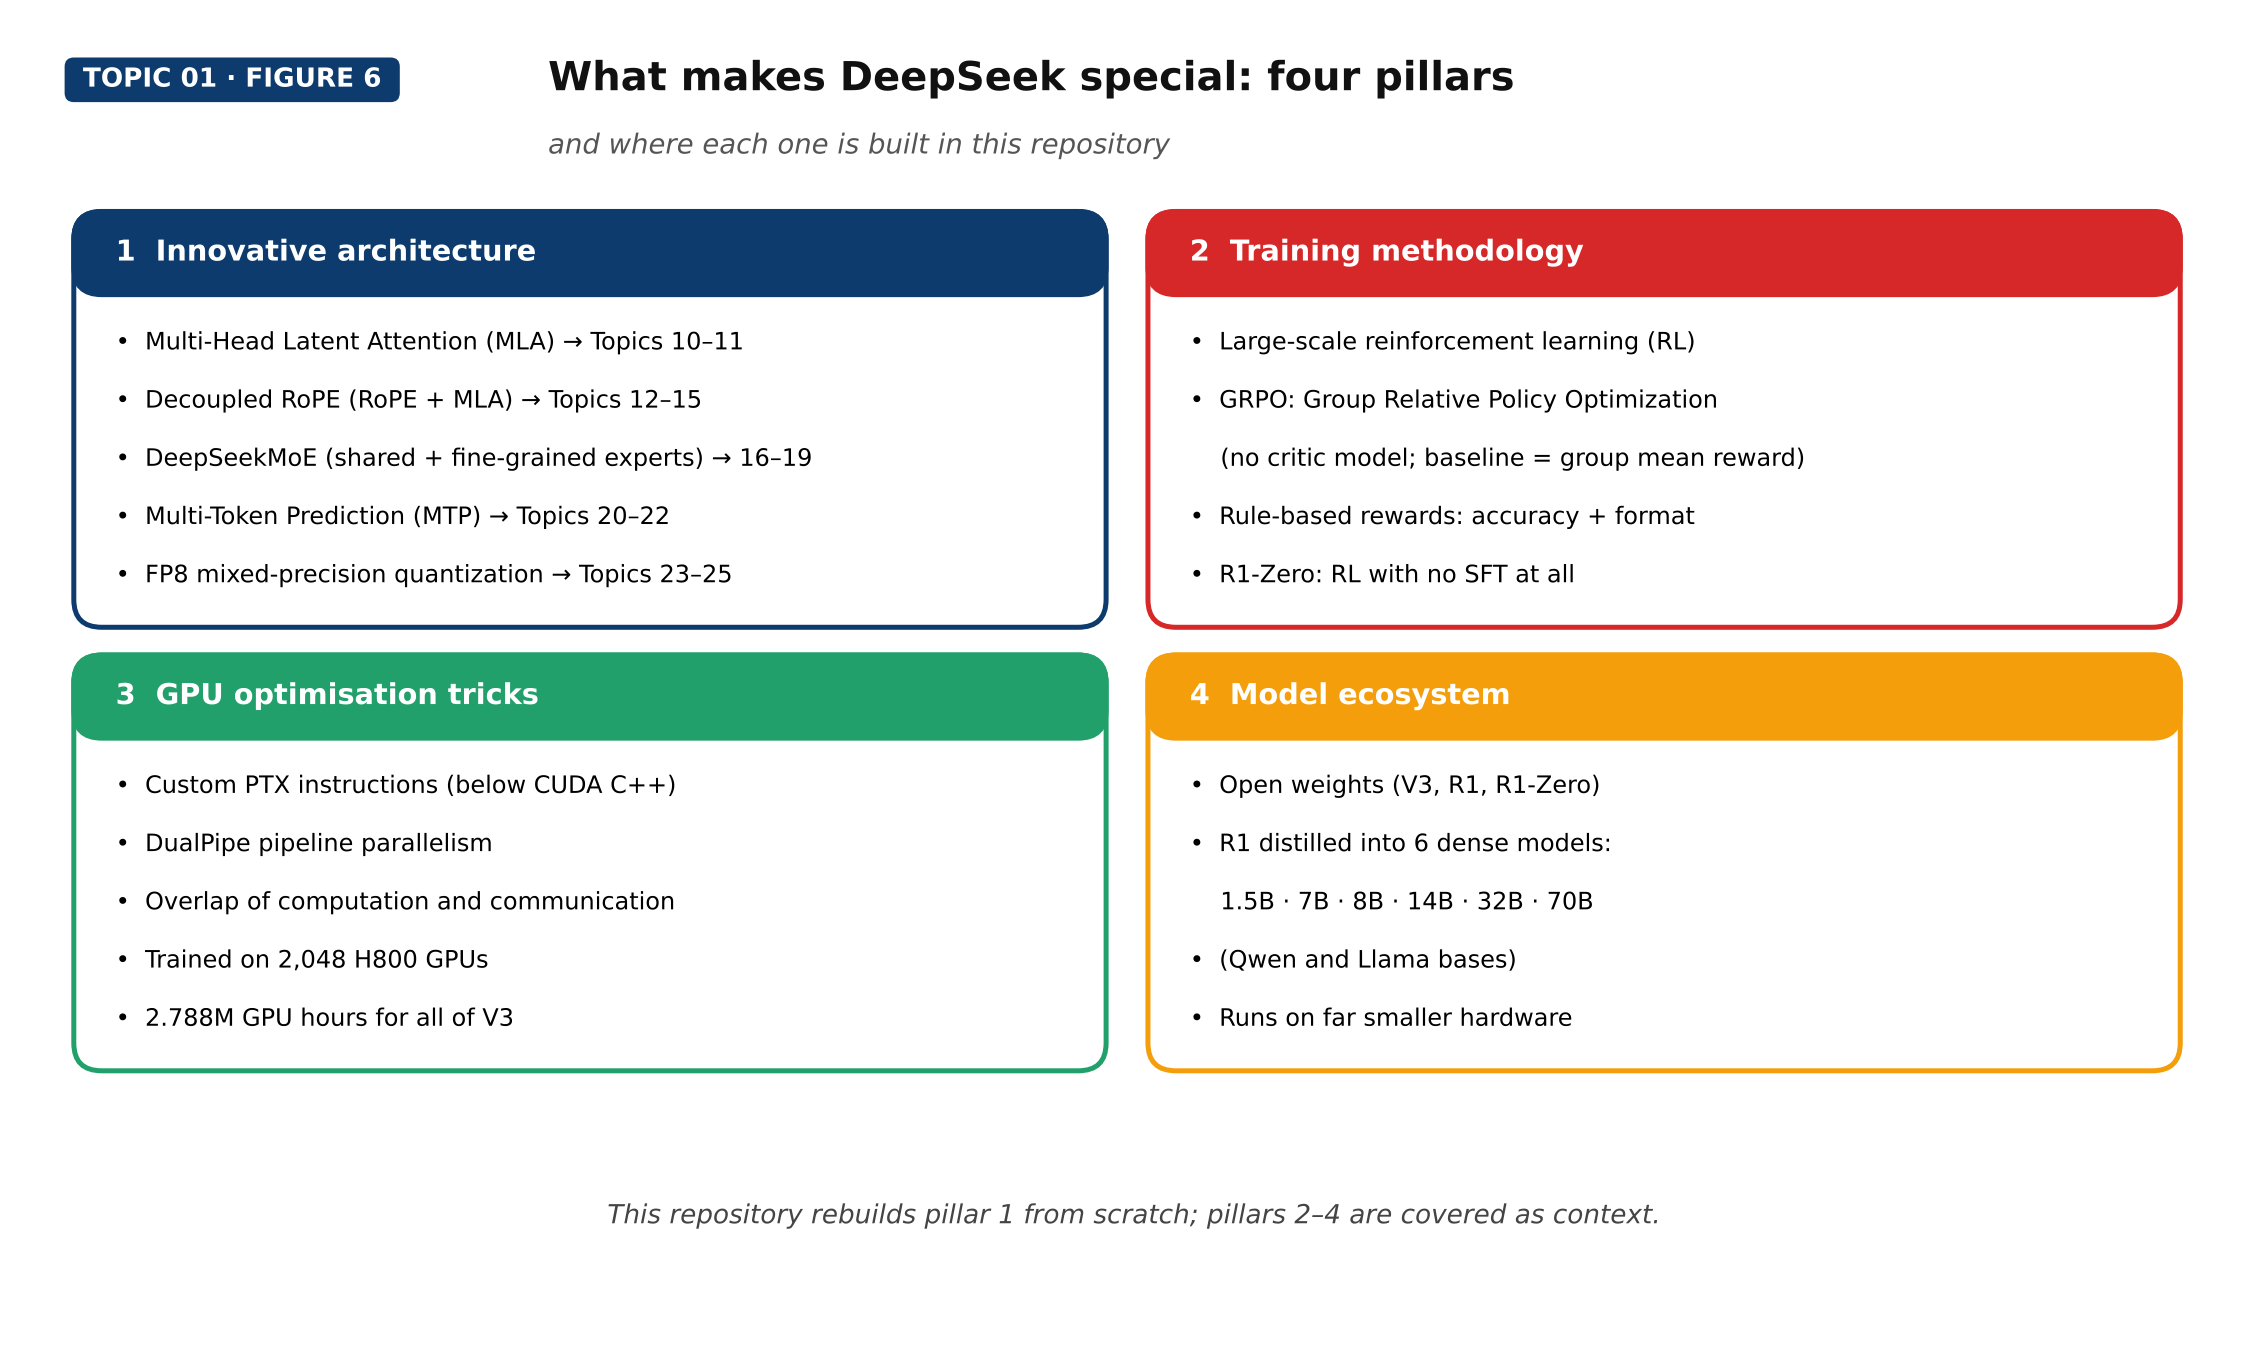 TOPIC 01 · FIGURE 6
What makes DeepSeek special: four pillars
and where each one is built in this repository
1 Innovative architecture
• Multi-Head Latent Attention (MLA) → Topics 10–11
• Decoupled RoPE (RoPE + MLA) → Topics 12–15
• DeepSeekMoE (shared + fine-grained experts) → 16–19
• Multi-Token Prediction (MTP) → Topics 20–22
• FP8 mixed-precision quantization → Topics 23–25
2 Training methodology
• Large-scale reinforcement learning (RL)
• GRPO: Group Relative Policy Optimization
(no critic model; baseline = group mean reward)
• Rule-based rewards: accuracy + format
• R1-Zero: RL with no SFT at all
3 GPU optimisation tricks
• Custom PTX instructions (below CUDA C++)
• DualPipe pipeline parallelism
• Overlap of computation and communication
• Trained on 2,048 H800 GPUs
• 2.788M GPU hours for all of V3
4 Model ecosystem
• Open weights (V3, R1, R1-Zero)
• R1 distilled into 6 dense models:
1.5B · 7B · 8B · 14B · 32B · 70B
• (Qwen and Llama bases)
• Runs on far smaller hardware
This repository rebuilds pillar 1 from scratch; pillars 2–4 are covered as context.